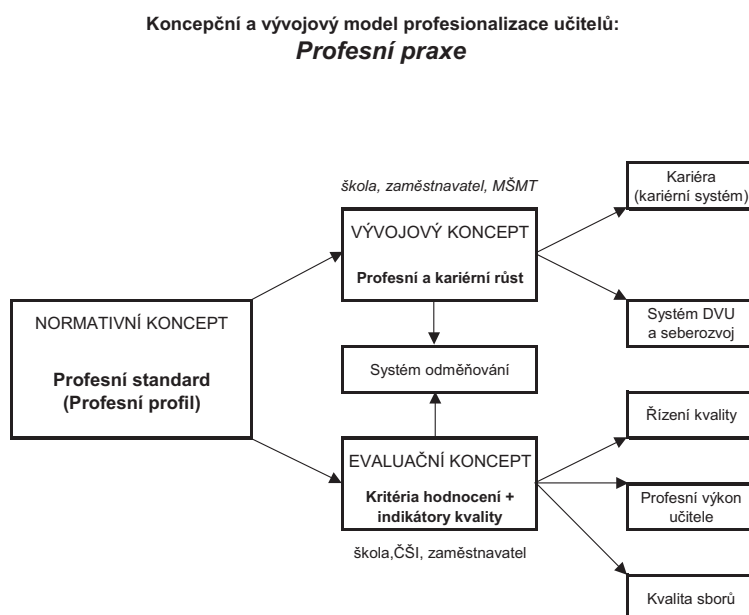 Koncepční a vývojový model profesionalizace učitelů:
Profesní praxe
škola, zaměstnavatel, MŠMT
VÝVOJOVÝ KONCEPT
Profesní a kariérní růst
Kariéra
(kariérní systém)
NORMATIVNÍ KONCEPT
Profesní standard
(Profesní profil)
Systém DVU
a seberozvoj
Systém odměňování
EVALUAČNÍ KONCEPT
Kritéria hodnocení +
indikátory kvality
škola,ČŠI, zaměstnavatel
Řízení kvality
Profesní výkon
učitele
Kvalita sborů